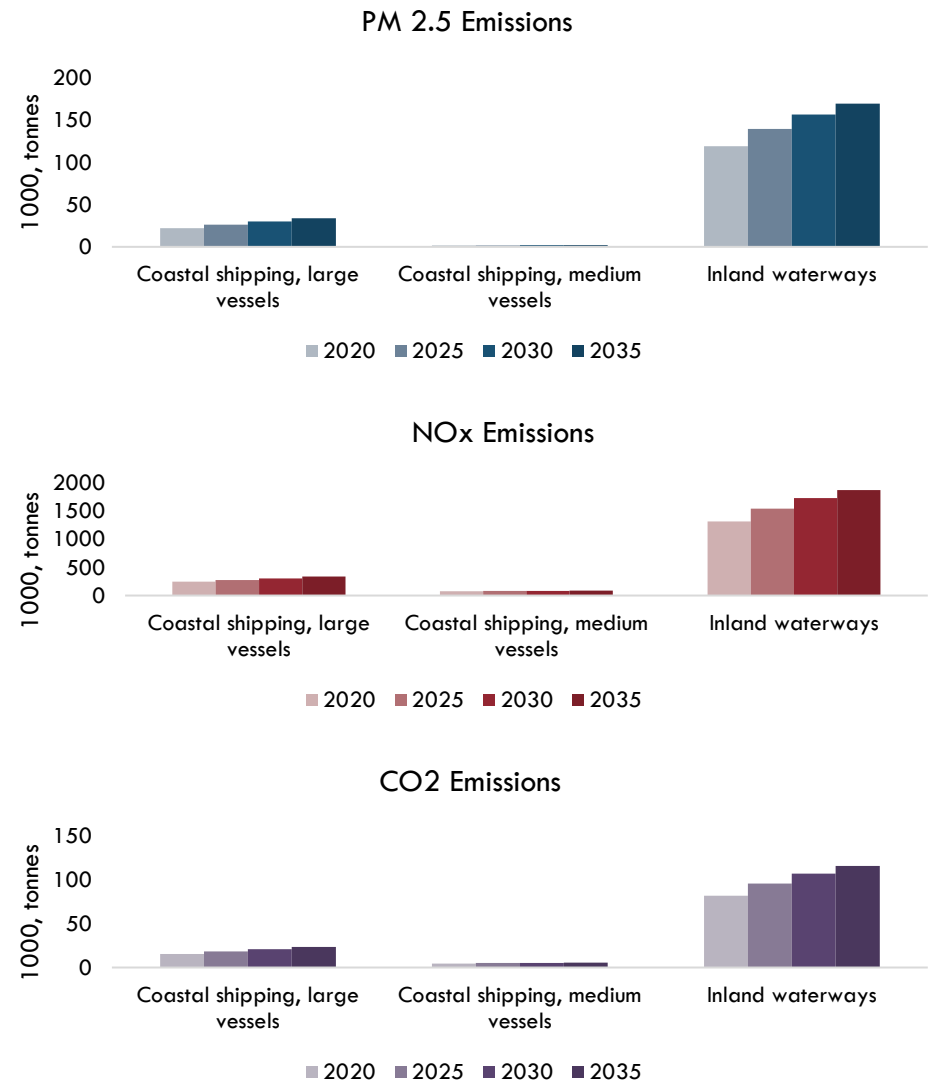 PM 2.5 Emissions
200
150
100
50
0
1000, tonnes
Coastal shipping, large
vessels
Coastal shipping, medium
vessels
Inland waterways
2020 2025 2030 2035
NOx Emissions
2000
1500
1000
500
0
1000, tonnes
Coastal shipping, large
vessels
Coastal shipping, medium
vessels
Inland waterways
2020 2025 2030 2035
CO2 Emissions
150
100
50
0
1000, tonnes
Coastal shipping, large
vessels
Coastal shipping, medium
vessels
Inland waterways
2020 2025 2030 2035